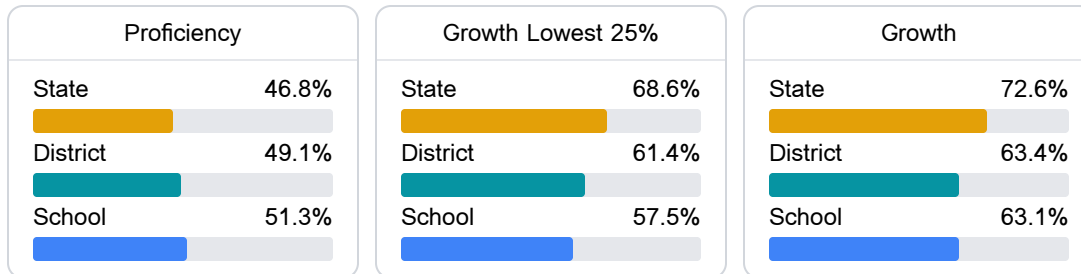 Proficiency
State 46.8%
District 49.1%
School 51.3%
Growth Lowest 25%
State 68.6%
District 61.4%
School 57.5%
Growth
State 72.6%
District 63.4%
School 63.1%